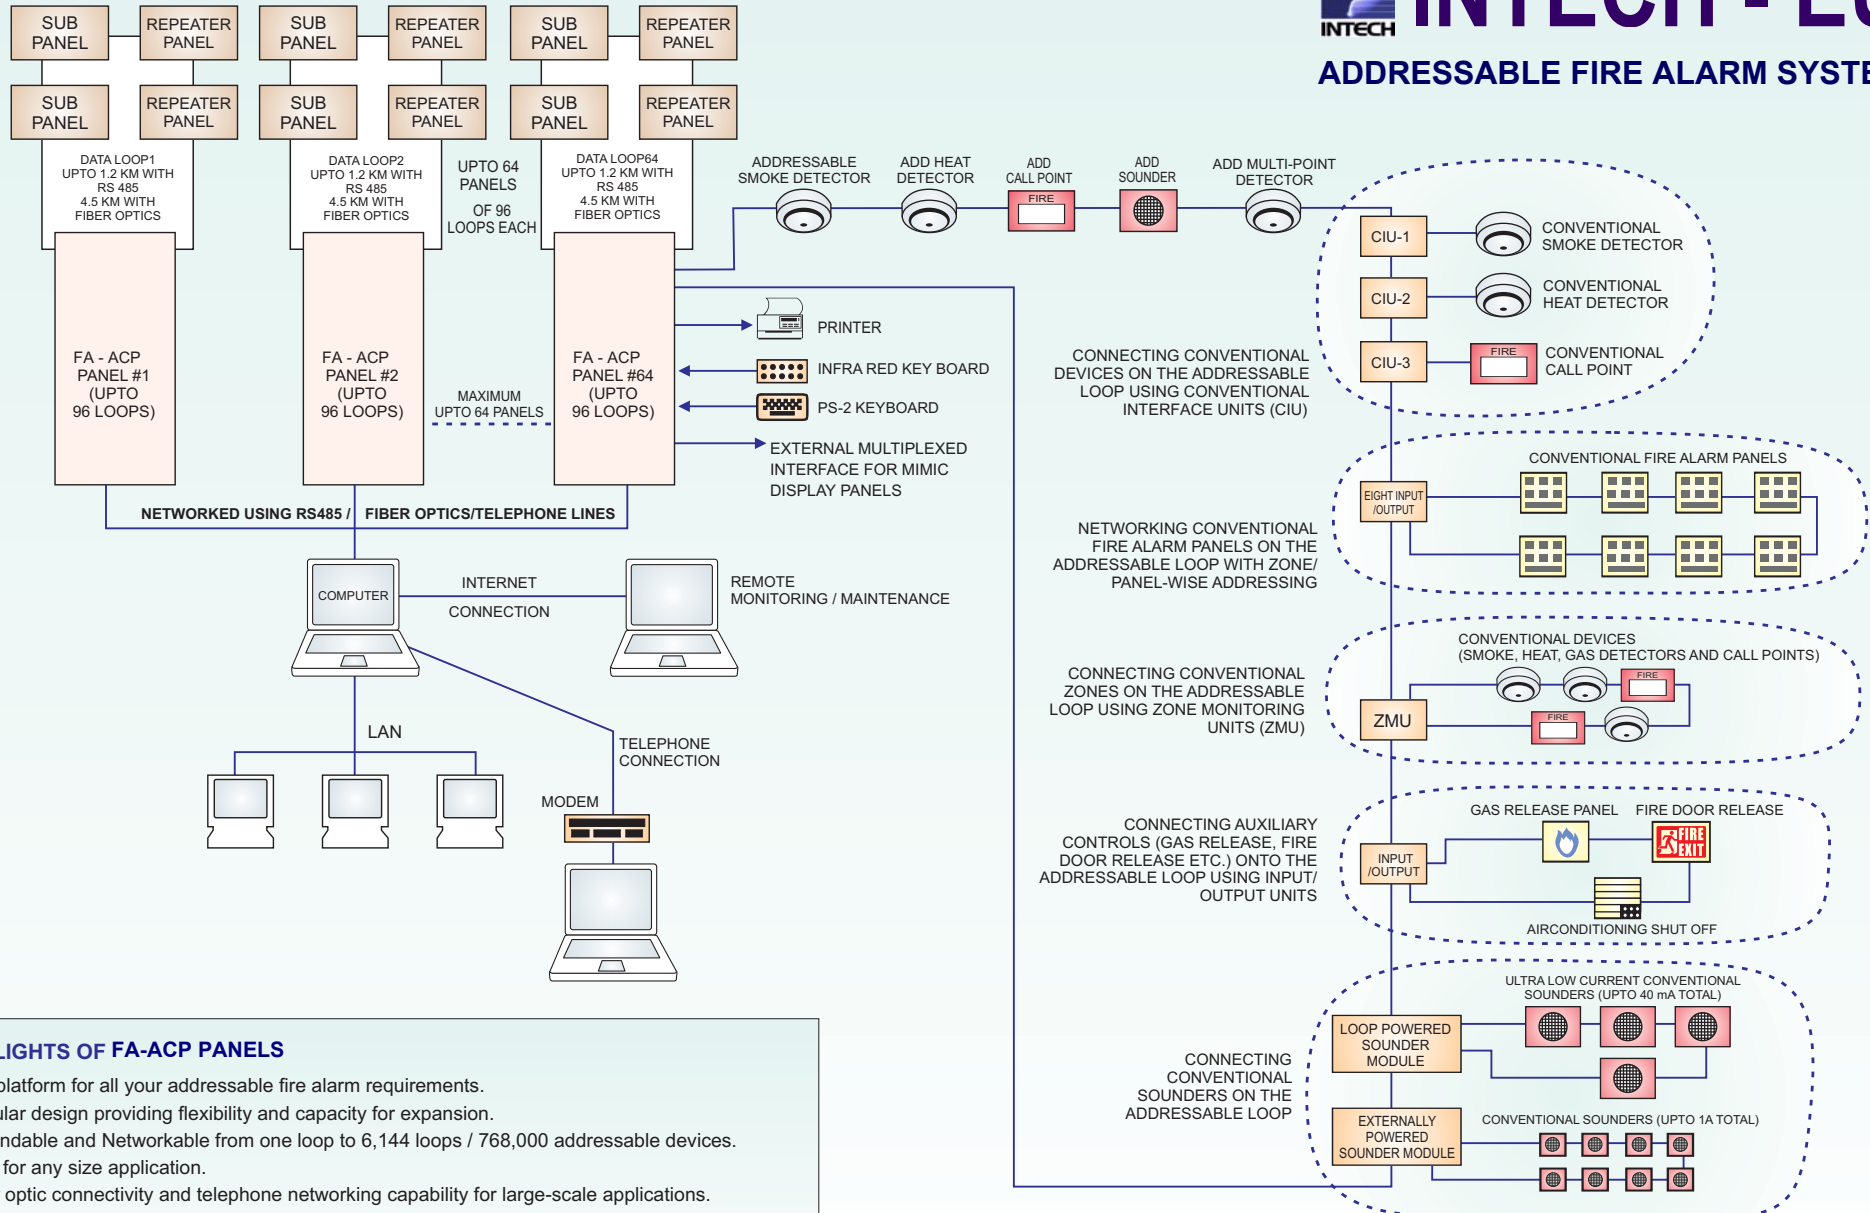 INTECH
INTECH - EU
ADDRESSABLE FIRE ALARM SYSTE
SUB
PANEL
REPEATER
PANEL
SUB
PANEL
REPEATER
PANEL
SUB
PANEL
REPEATER
PANEL
SUB
PANEL
REPEATER
PANEL
SUB
PANEL
REPEATER
PANEL
SUB
PANEL
REPEATER
PANEL
DATA LOOP1
UPTO 1.2 KM WITH
RS 485
4.5 KM WITH
FIBER OPTICS
DATA LOOP2
UPTO 1.2 KM WITH
RS 485
4.5 KM WITH
FIBER OPTICS
UPTO 64
PANELS
OF 96
LOOPS EACH
DATA LOOP64
UPTO 1.2 KM WITH
RS 485
4.5 KM WITH
FIBER OPTICS
FA - ACP
PANEL #1
(UPTO
96 LOOPS)
FA - ACP
PANEL #2
(UPTO
96 LOOPS)
MAXIMUM
UPTO 64 PANELS
FA - ACP
PANEL #64
(UPTO
96 LOOPS)
ADDRESSABLE
SMOKE DETECTOR
ADD HEAT
DETECTOR
ADD
CALL POINT
FIRE
ADD
SOUNDER
ADD MULTI-POINT
DETECTOR
PRINTER
INFRA RED KEY BOARD
PS-2 KEYBOARD
EXTERNAL MULTIPLEXED
INTERFACE FOR MIMIC
DISPLAY PANELS
NETWORKED USING RS485 / FIBER OPTICS/TELEPHONE LINES
COMPUTER
INTERNET
CONNECTION
REMOTE
MONITORING / MAINTENANCE
LAN
TELEPHONE
CONNECTION
MODEM
CONNECTING CONVENTIONAL
DEVICES ON THE ADDRESSABLE
LOOP USING CONVENTIONAL
INTERFACE UNITS (CIU)
CIU-1
CONVENTIONAL
SMOKE DETECTOR
CIU-2
CONVENTIONAL
HEAT DETECTOR
CIU-3
FIRE
CONVENTIONAL
CALL POINT
NETWORKING CONVENTIONAL
FIRE ALARM PANELS ON THE
ADDRESSABLE LOOP WITH ZONE/
PANEL-WISE ADDRESSING
CONVENTIONAL FIRE ALARM PANELS
EIGHT INPUT
/OUTPUT
CONNECTING CONVENTIONAL
ZONES ON THE ADDRESSABLE
LOOP USING ZONE MONITORING
UNITS (ZMU)
CONVENTIONAL DEVICES
(SMOKE, HEAT, GAS DETECTORS AND CALL POINTS)
ZMU
FIRE
FIRE
CONNECTING AUXILIARY
CONTROLS (GAS RELEASE, FIRE
DOOR RELEASE ETC.) ONTO THE
ADDRESSABLE LOOP USING INPUT/
OUTPUT UNITS
GAS RELEASE PANEL
FIRE DOOR RELEASE
INPUT
/OUTPUT
FIRE
EXIT
AIRCONDITIONING SHUT OFF
CONNECTING
CONVENTIONAL
SOUNDERS ON THE
ADDRESSABLE LOOP
ULTRA LOW CURRENT CONVENTIONAL
SOUNDERS (UPTO 40 mA TOTAL)
LOOP POWERED
SOUNDER
MODULE
EXTERNALLY
POWERED
SOUNDER MODULE
CONVENTIONAL SOUNDERS (UPTO 1A TOTAL)
LIGHTS OF FA-ACP PANELS
platform for all your addressable fire alarm requirements.
ular design providing flexibility and capacity for expansion.
ndable and Networkable from one loop to 6,144 loops / 768,000 addressable devices.
for any size application.
optic connectivity and telephone networking capability for large-scale applications.